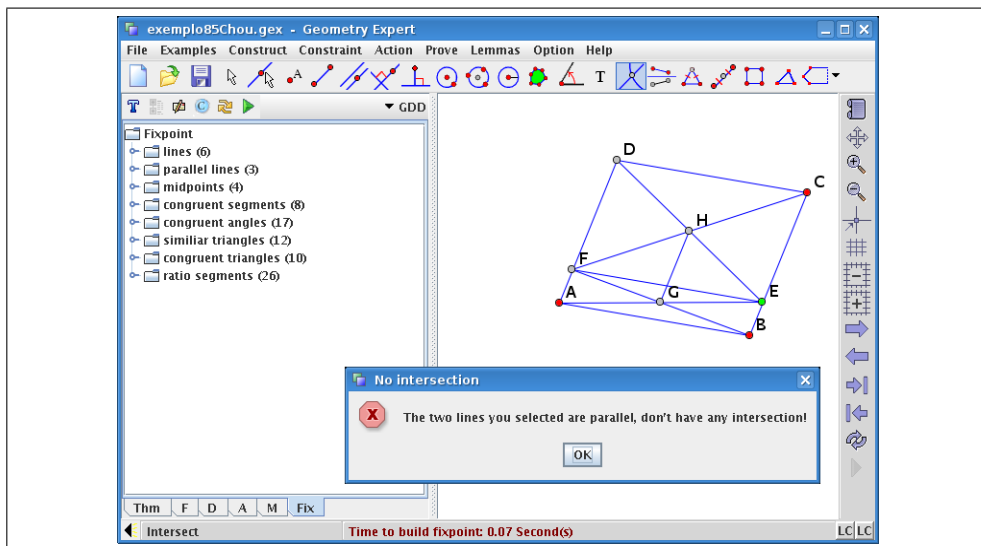 exemplo85Chou.gex - Geometry Expert
File Examples Construct Constraint Action Prove Lemmas Option Help
A T
T C GDD
Fixpoint
lines (6)
parallel lines (3)
midpoints (4)
congruent segments (8)
congruent angles (17)
similiar triangles (12)
congruent triangles (10)
ratio segments (26)
D
C
H
F
A
G
E
B
No intersection
X The two lines you selected are parallel, don't have any intersection!
OK
Thm F D A M Fix
Intersect Time to build fixpoint: 0.07 Second(s) LC LC